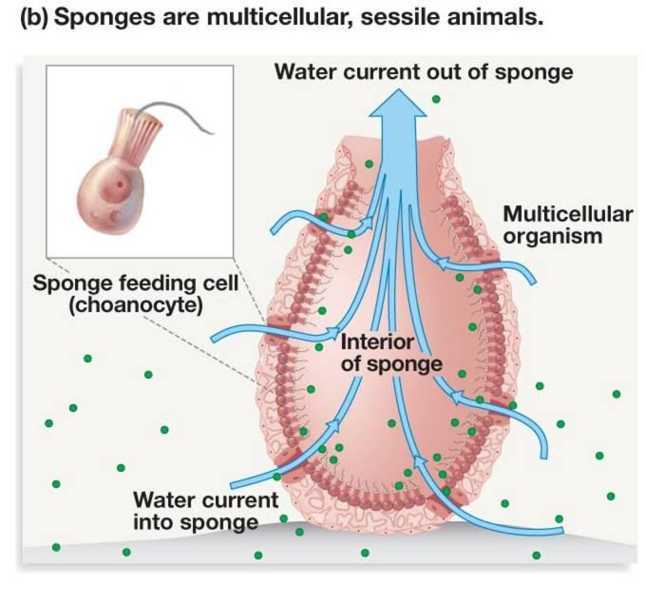 (b) Sponges are multicellular, sessile animals.
Water current out of sponge
Multicellular
organism
Sponge feeding cell
(choanocyte)
Interior
of sponge
Water current
into sponge